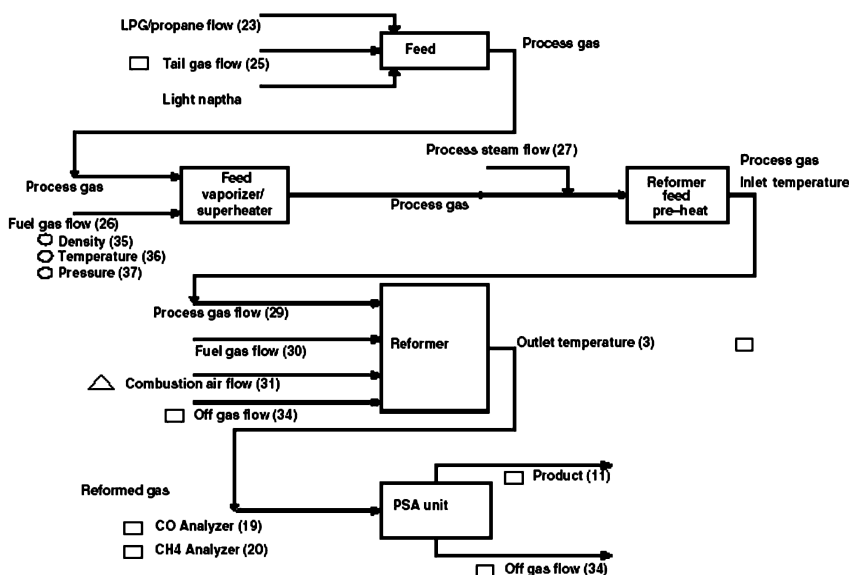 LPG/propane flow (23)
Feed
Process gas
Tail gas flow (25)
Light naptha
Process steam flow (27)
Process gas
Inlet temperature
Process gas
Feed
vaporizer/
superheater
Process gas
Reformer
feed
pre-heat
Fuel gas flow (26)
Density (35)
Temperature (36)
Pressure (37)
Process gas flow (29)
Fuel gas flow (30)
Reformer
Outlet temperature (3)
Combustion air flow (31)
Off gas flow (34)
Reformed gas
PSA unit
Product (11)
CO Analyzer (19)
CH4 Analyzer (20)
Off gas flow (34)